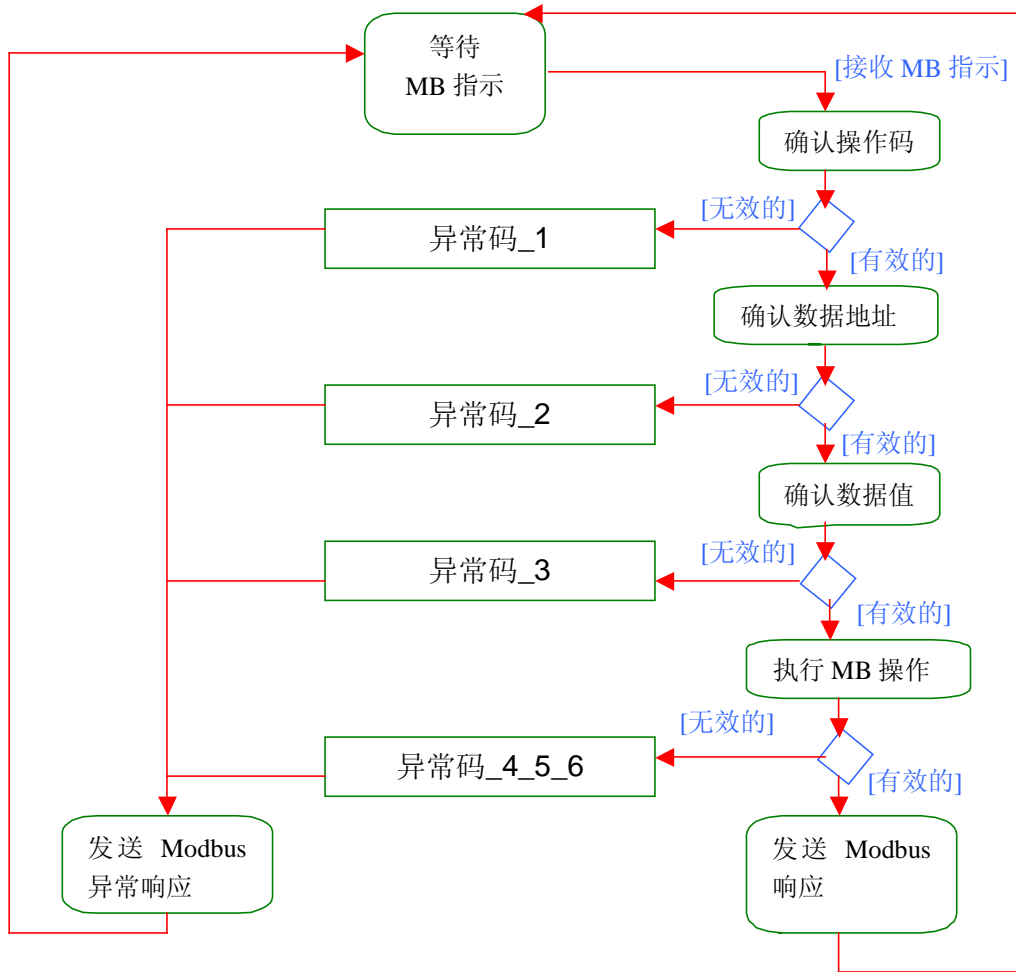 等待
MB 指示
[接收 MB 指示]
确认操作码
[无效的]
异常码_1
[有效的]
确认数据地址
[无效的]
异常码_2
[有效的]
确认数据值
[无效的]
异常码_3
[有效的]
执行 MB 操作
[无效的]
异常码_4_5_6
[有效的]
发送 Modbus
异常响应
发送 Modbus
响应